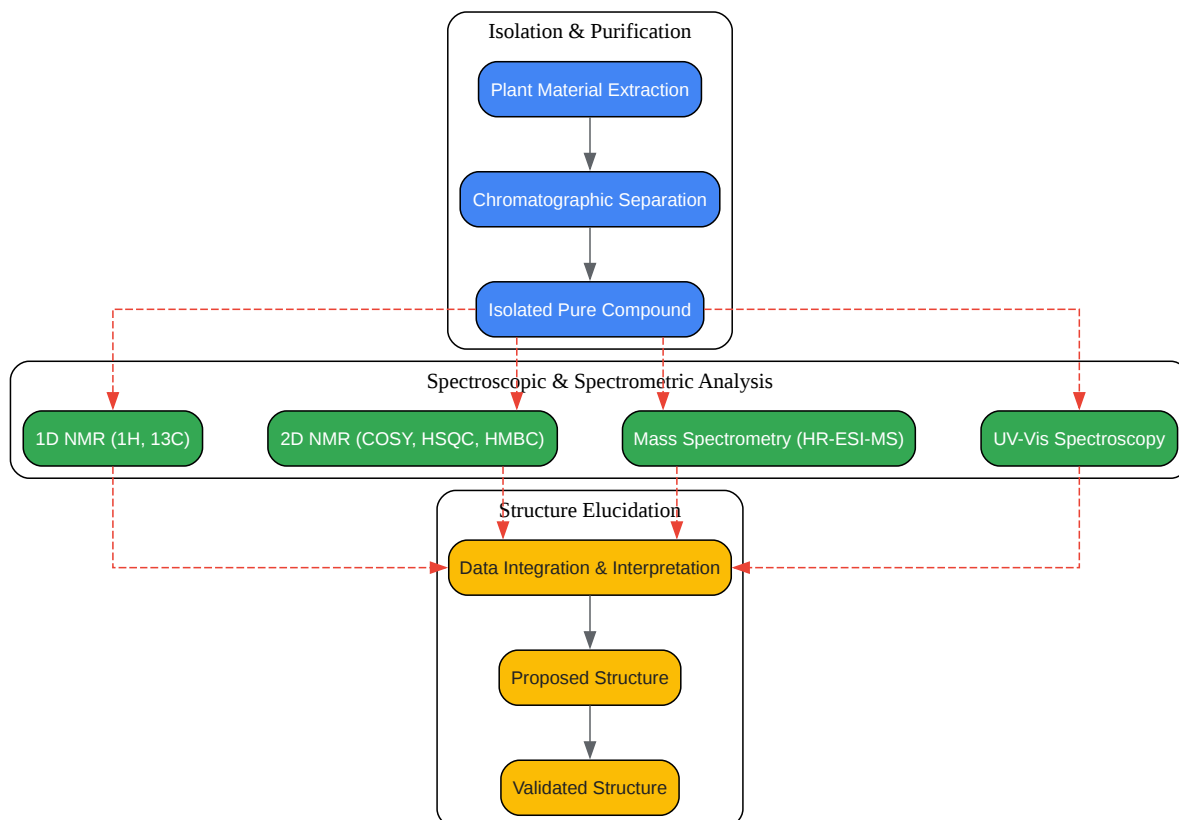 Isolation & Purification
Plant Material Extraction
Chromatographic Separation
Isolated Pure Compound
Spectroscopic & Spectrometric Analysis
1D NMR (1H, 13C)
2D NMR (COSY, HSQC, HMBC)
Mass Spectrometry (HR-ESI-MS)
UV-Vis Spectroscopy
Structure Elucidation
Data Integration & Interpretation
Proposed Structure
Validated Structure